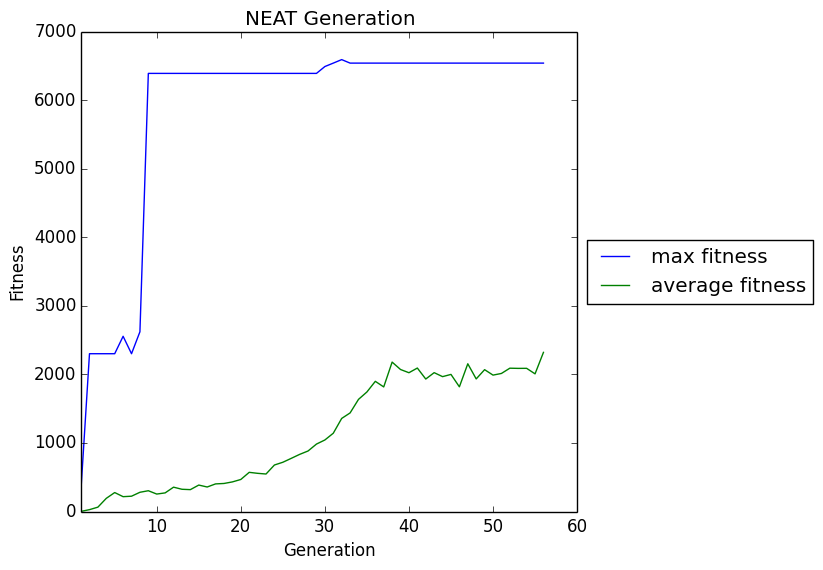 NEAT Generation
7000
6000
5000
4000
3000
2000
1000
0
Fitness
10 20 30 40 50 60
Generation
max fitness
average fitness